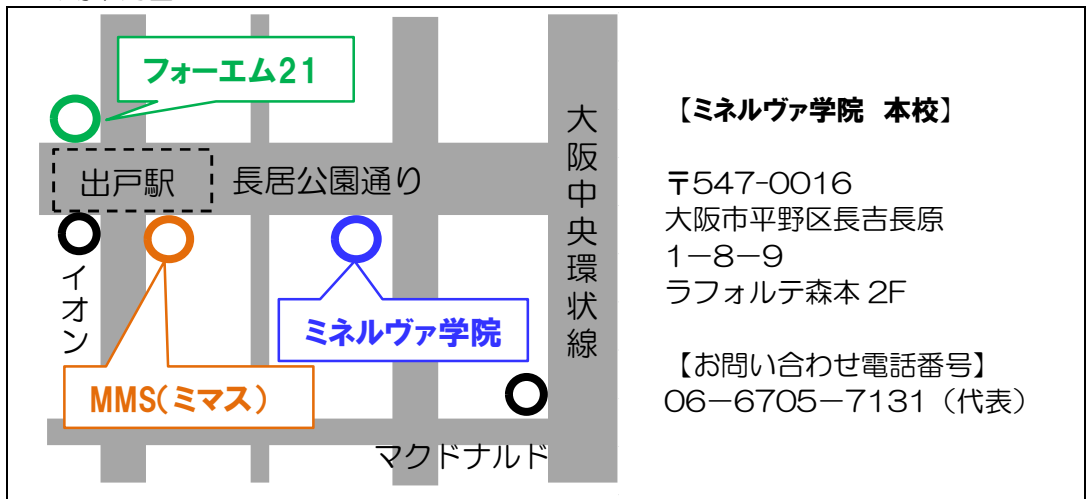 フォーエム21
出戸駅
長居公園通り
大阪中央環状線
イオン
ミネルヴァ学院
MMS(ミマス)
マクドナルド
【ミネルヴァ学院 本校】
〒547-0016
大阪市平野区長吉長原
1－8－9
ラフォルテ森本 2F
【お問い合わせ電話番号】
06－6705－7131（代表）